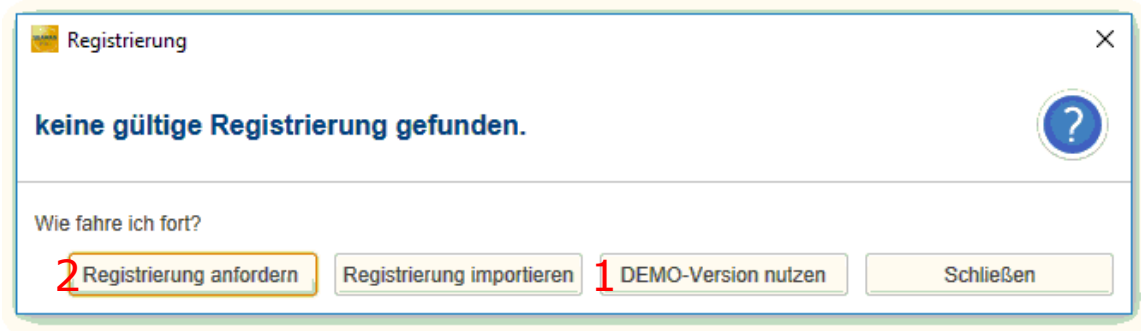 Registrierung
keine gültige Registrierung gefunden.
?
Wie fahre ich fort?
2 Registrierung anfordern Registrierung importieren 1 DEMO-Version nutzen Schließen